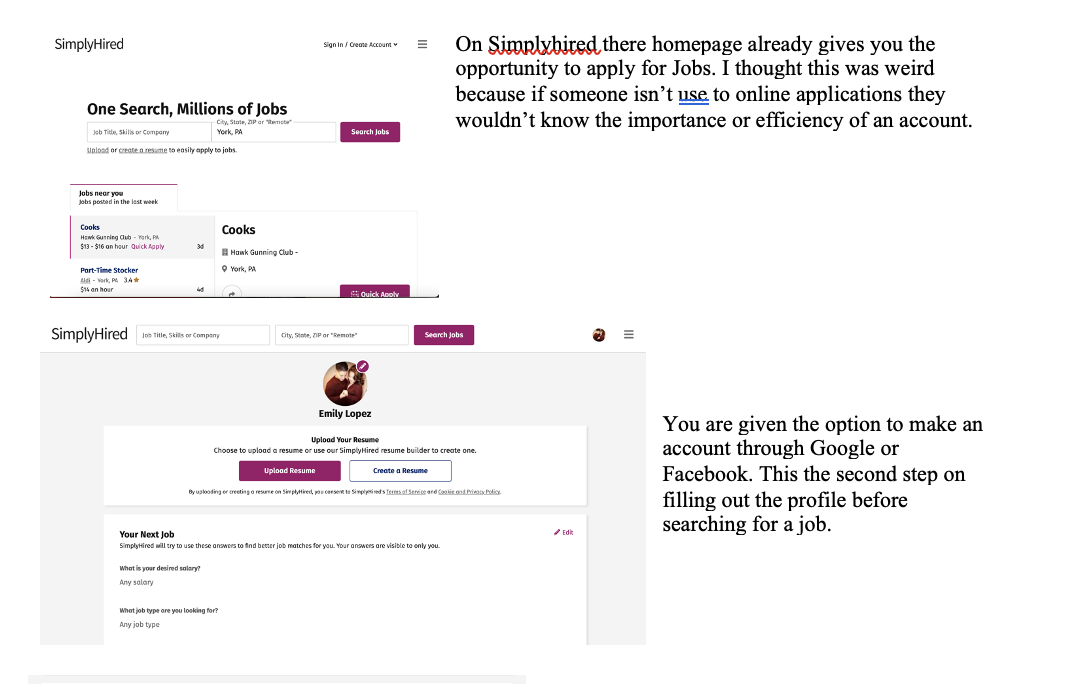 SimplyHired
Sign In / Create Account
On Simplyhired there homepage already gives you the
opportunity to apply for Jobs. I thought this was weird
because if someone isn't use to online applications they
wouldn't know the importance or efficiency of an account.
One Search, Millions of Jobs
City, State, ZIP or "Remote"
Job Title, Skills or Company York, PA Search Jobs
Upload or create a resume to easily apply to jobs.
Jobs near you
Jobs posted in the last week
Cooks
Hawk Gunning Club - York, PA
$13 - $16 an hour Quick Apply 3d
Part-Time Stocker
Aldi - York, PA 3.4★
$14 an hour 4d
Cooks
Hawk Gunning Club -
York, PA
Quick Apply
SimplyHired Job Title, Skills or Company City, State, ZIP or "Remote" Search Jobs
Emily Lopez
Upload Your Resume
Choose to upload a resume or use our SimplyHired resume builder to create one.
Upload Resume Create a Resume
By uploading or creating a resume on SimplyHired, you consent to SimplyHired's Terms of Service and Cookie and Privacy Policy.
Your Next Job Edit
SimplyHired will try to use these answers to find better job matches for you. Your answers are visible to only you.
What is your desired salary?
Any salary
What job type are you looking for?
Any job type
You are given the option to make an
account through Google or
Facebook. This the second step on
filling out the profile before
searching for a job.